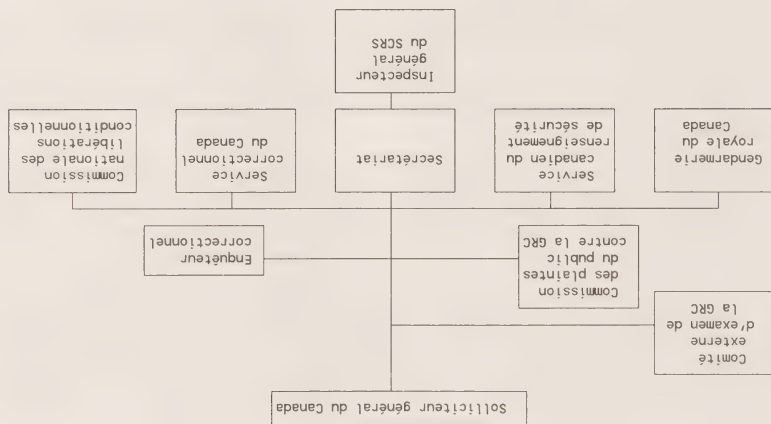 Solliciteur général du Canada
Comité
externe
d'examen de
la GRC
Commission
des plaintes
du public
contre la GRC
Enquêteur
correctionnel
Gendarmerie
royale du
Canada
Service
canadien du
renseignement
de sécurité
Secrétariat
Service
correctionnel
du Canada
Commission
nationale des
libérations
conditionnelles
Inspecteur
général
du SCRS